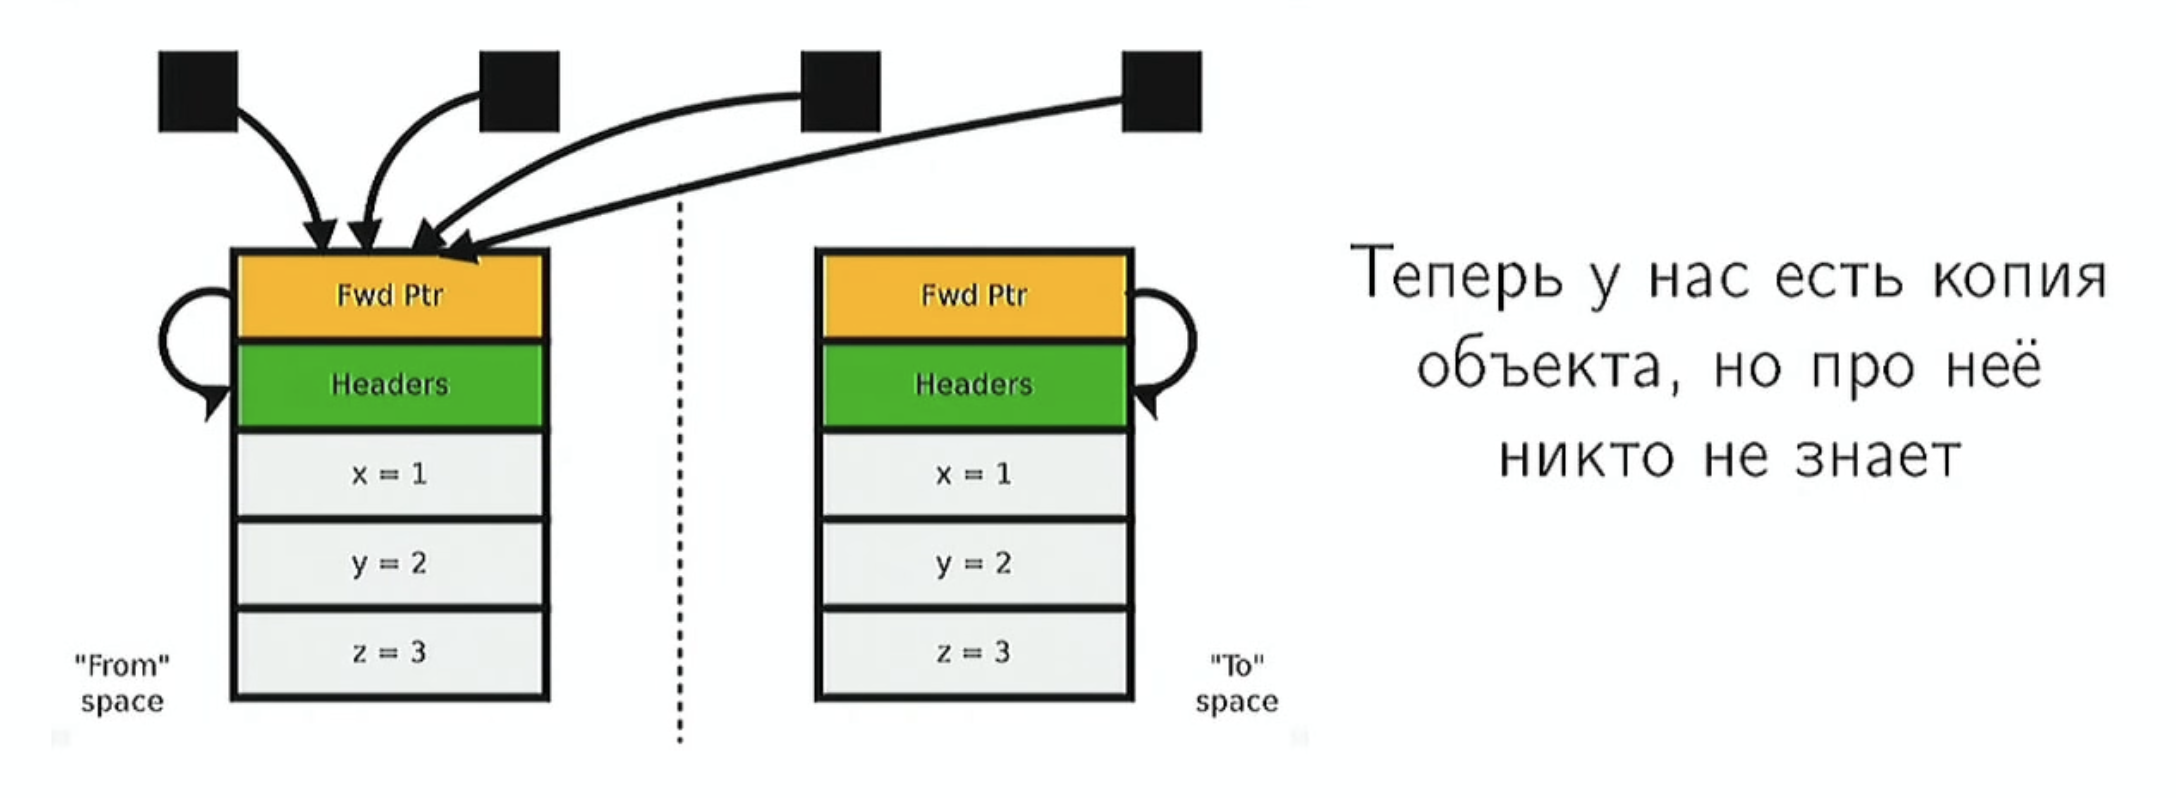 Fwd Ptr
Headers
x = 1
y = 2
z = 3
"From"
space
Fwd Ptr
Headers
x = 1
y = 2
z = 3
"To"
space
Теперь у нас есть копия
объекта, но про неё
никто не знает